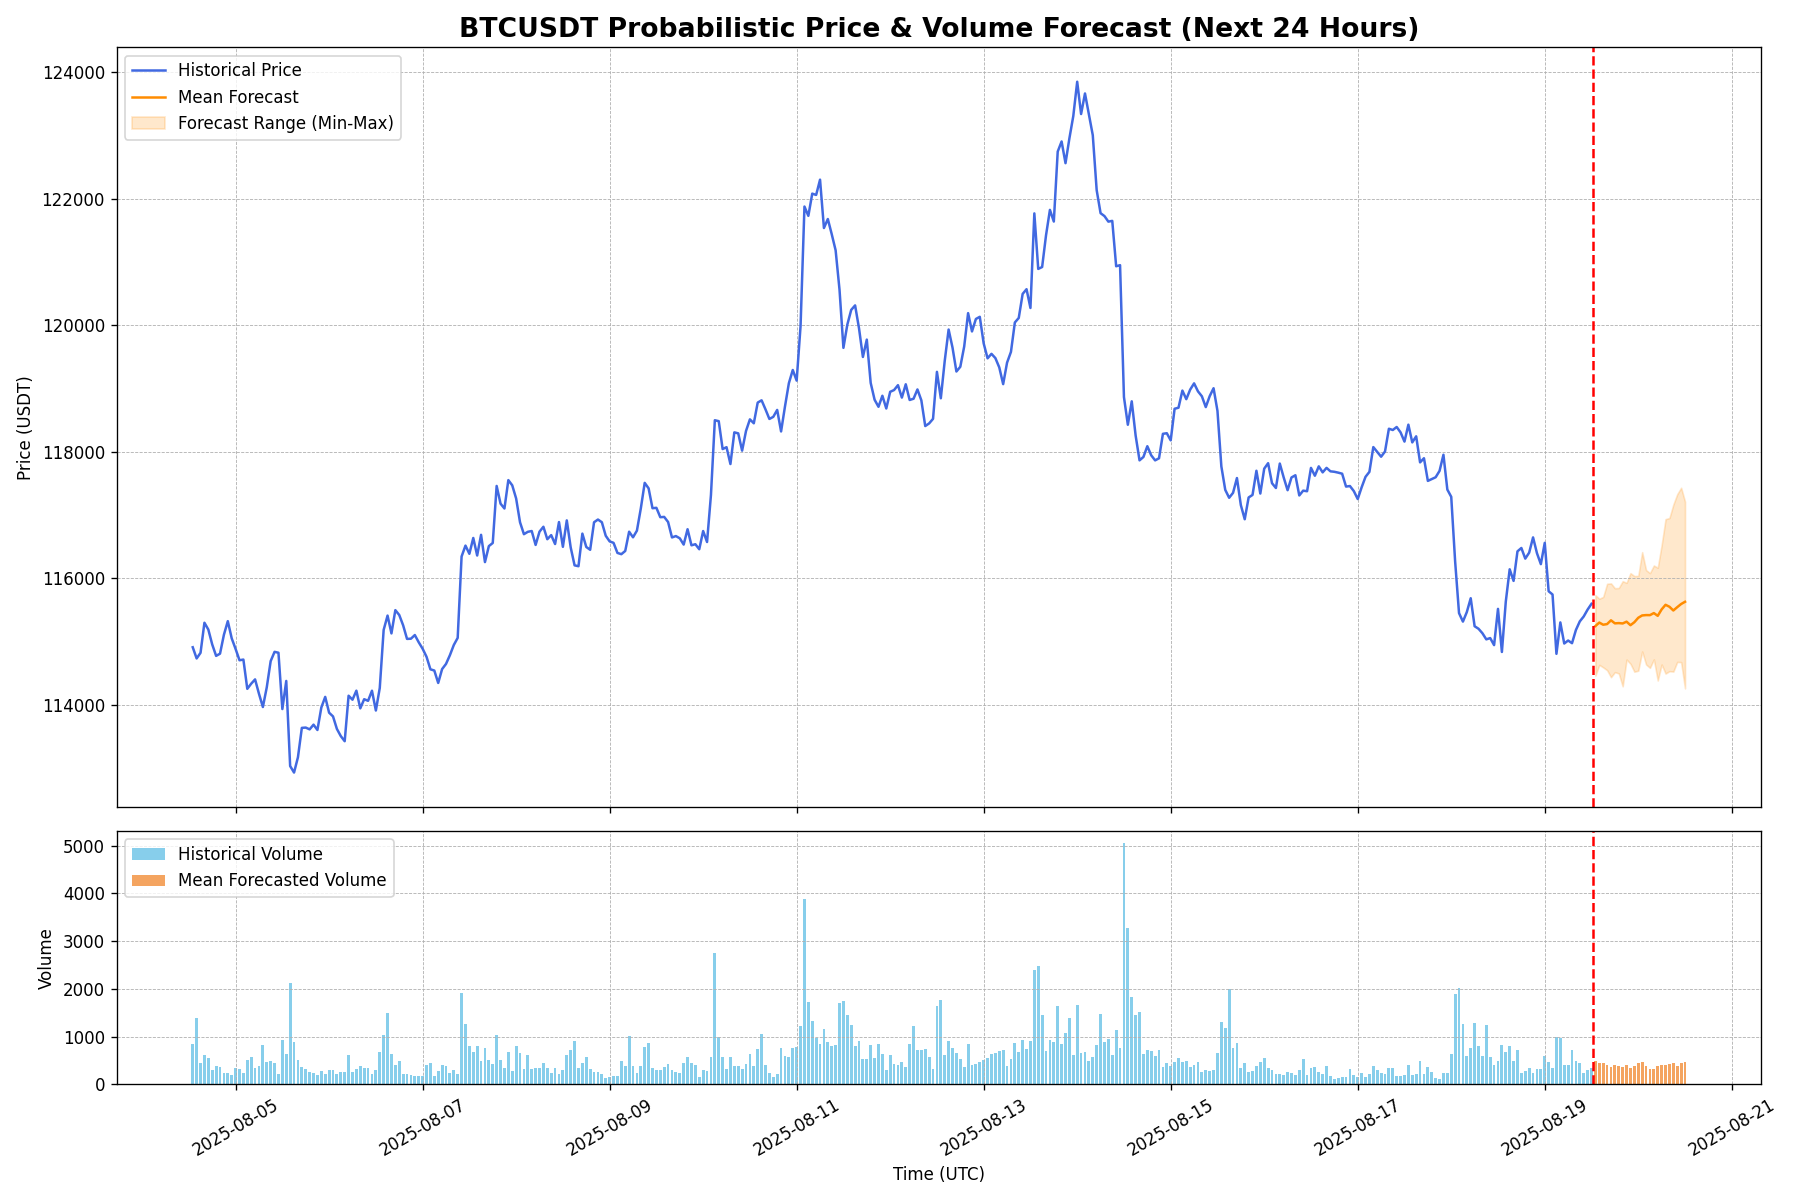 BTCUSDT Probabilistic Price & Volume Forecast (Next 24 Hours)
Historical Price
Mean Forecast
Forecast Range (Min-Max)
124000
122000
120000
118000
116000
114000
Price (USDT)
Historical Volume
Mean Forecasted Volume
5000
4000
3000
2000
1000
0
Volume
2025-08-05
2025-08-07
2025-08-09
2025-08-11
2025-08-13
2025-08-15
2025-08-17
2025-08-19
2025-08-21
Time (UTC)